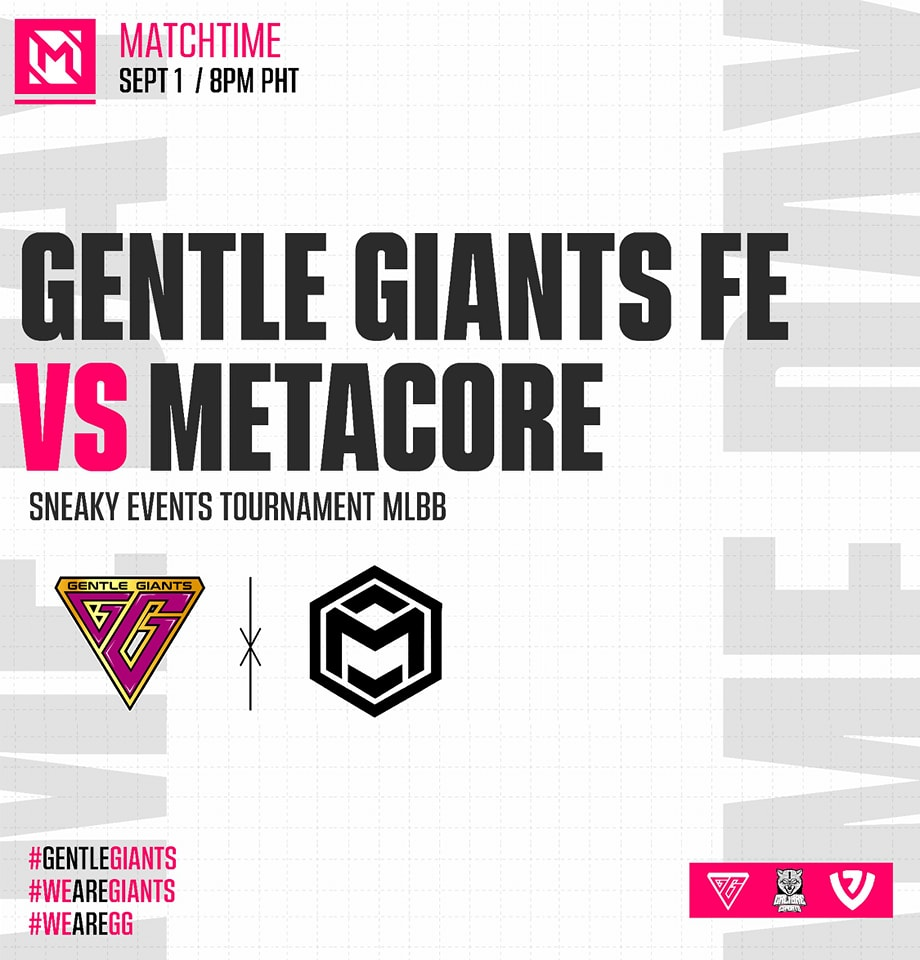 MATCHTIME
SEPT 1 / 8PM PHT
GENTLE GIANTS FE
VS METACORE
SNEAKY EVENTS TOURNAMENT MLBB
GENTLE GIANTS
#GENTLEGIANTS
#WEAREGIANTS
#WEAREGG